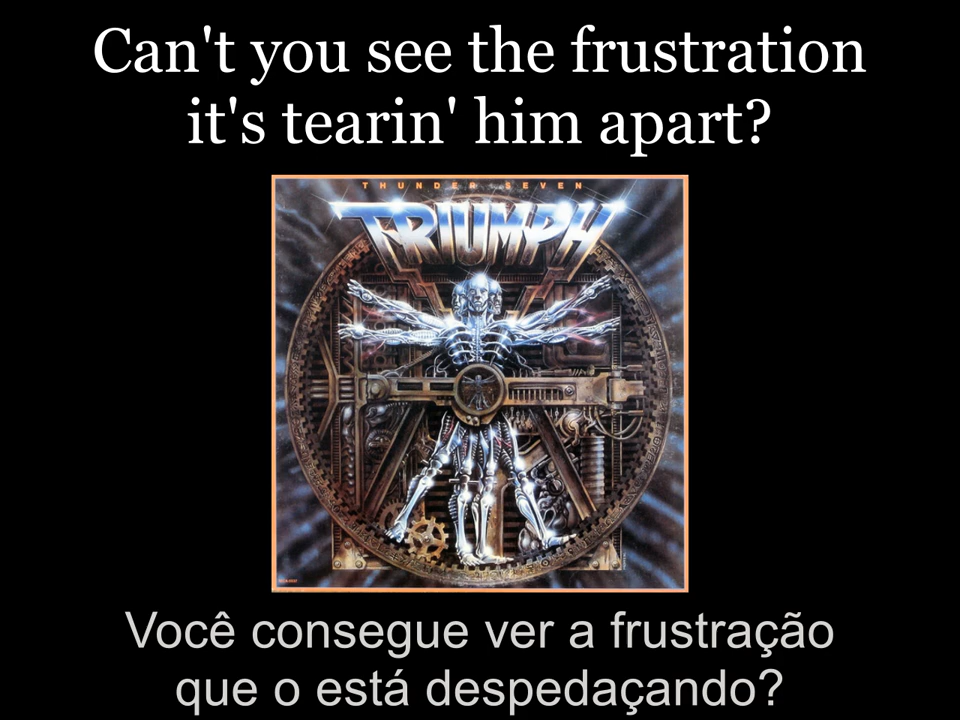 Can't you see the frustration
it's tearin' him apart?
THUNDER SEVEN
TRIUMPH
Você consegue ver a frustração
que o está despedaçando?